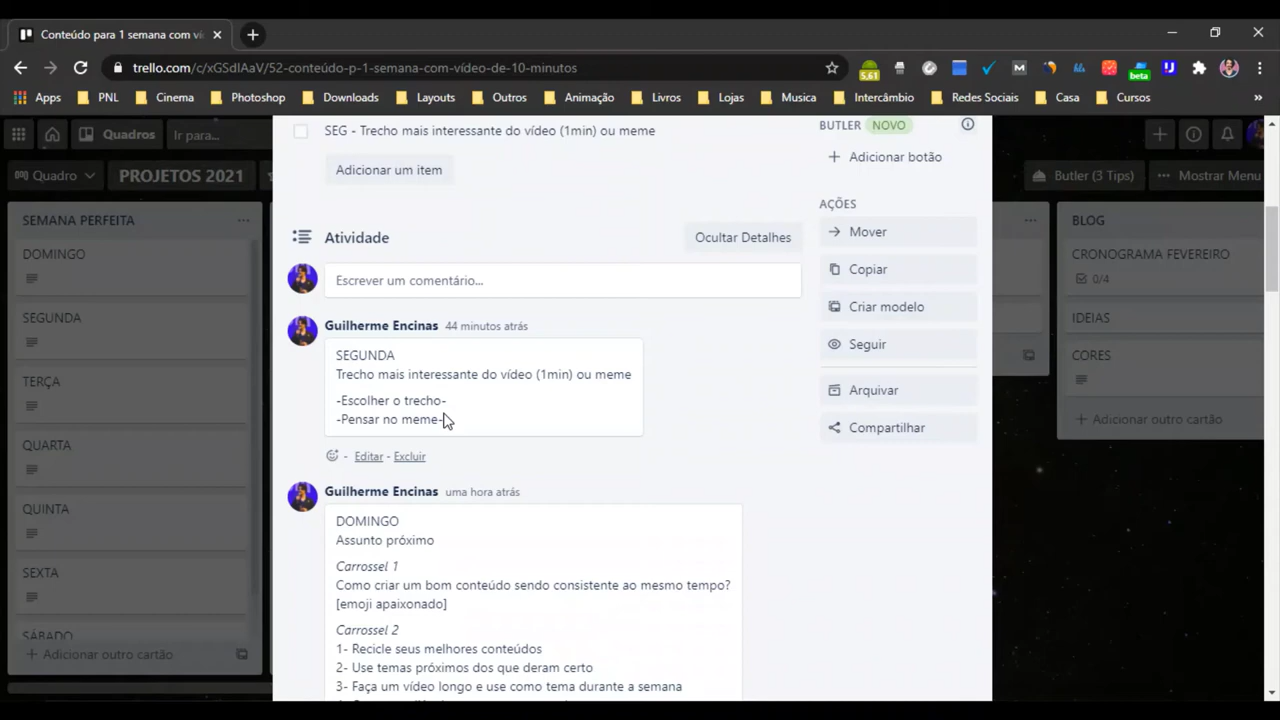 Conteúdo para 1 semana com ví
trello.com/c/xGSdIAaV/52-conteúdo-p-1-semana-com-vídeo-de-10-minutos
5,61
beta
Apps
PNL
Cinema
Photoshop
Downloads
Layouts
Outros
Animação
Livros
Lojas
Musica
Intercâmbio
Redes Sociais
Casa
Cursos
»
Quadros
Ir para...
Quadro
PROJETOS 2021
Butler (3 Tips)
Mostrar Menu
SEMANA PERFEITA
DOMINGO
SEGUNDA
TERÇA
QUARTA
QUINTA
SEXTA
SÁBADO
Adicionar outro cartão
SEG - Trecho mais interessante do vídeo (1min) ou meme
Adicionar um item
Atividade
Ocultar Detalhes
Escrever um comentário...
Guilherme Encinas 44 minutos atrás
SEGUNDA
Trecho mais interessante do vídeo (1min) ou meme
-Escolher o trecho-
-Pensar no meme-
- Editar - Excluir
Guilherme Encinas uma hora atrás
DOMINGO
Assunto próximo
Carrossel 1
Como criar um bom conteúdo sendo consistente ao mesmo tempo?
[emoji apaixonado]
Carrossel 2
1- Recicle seus melhores conteúdos
2- Use temas próximos dos que deram certo
3- Faça um vídeo longo e use como tema durante a semana
BUTLER NOVO
Adicionar botão
AÇÕES
Mover
Copiar
Criar modelo
Seguir
Arquivar
Compartilhar
BLOG
CRONOGRAMA FEVEREIRO
0/4
IDEIAS
CORES
Adicionar outro cartão